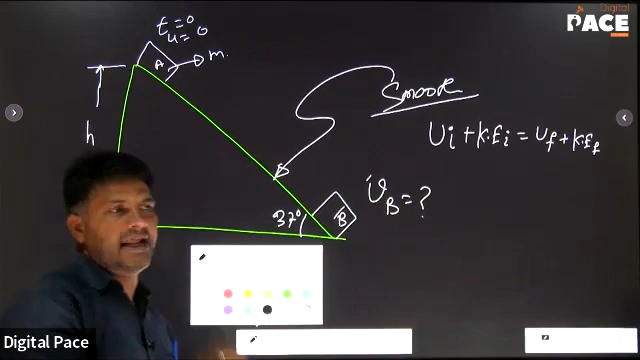 Digital
PACE
t=0
u=0
A
m.
h
Smooth
Ui + K.Ei = Uf + K.Ef
37°
B
VB = ?
Digital Pace